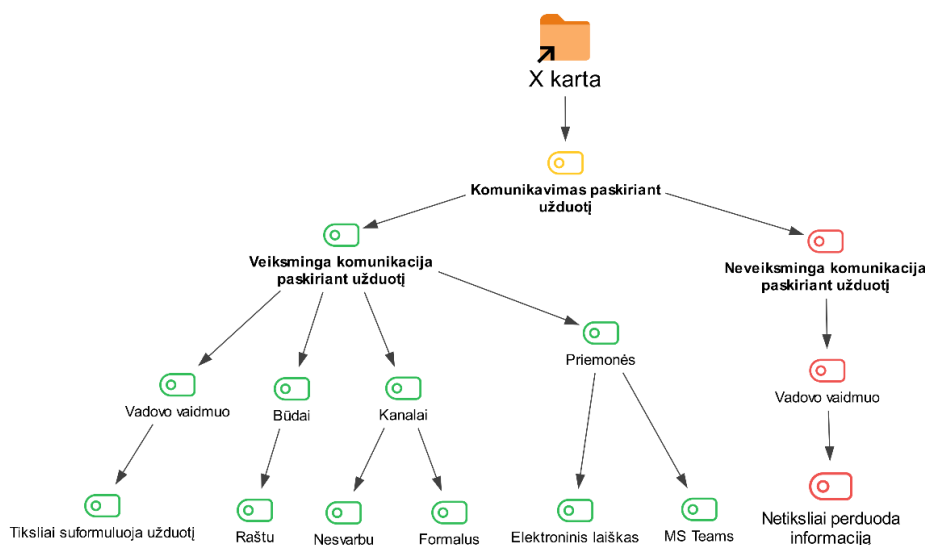 X karta
Komunikavimas paskiriant
užduotį
Veiksminga komunikacija
paskiriant užduotį
Neveiksminga komunikacija
paskiriant užduotį
Priemonės
Vadovo vaidmuo
Būdai
Kanalai
Vadovo vaidmuo
Tiksliai suformuluoja užduotį
Raštu
Nesvarbu
Formalus
Elektroninis laiškas
MS Teams
Netiksliai perduoda
informacija